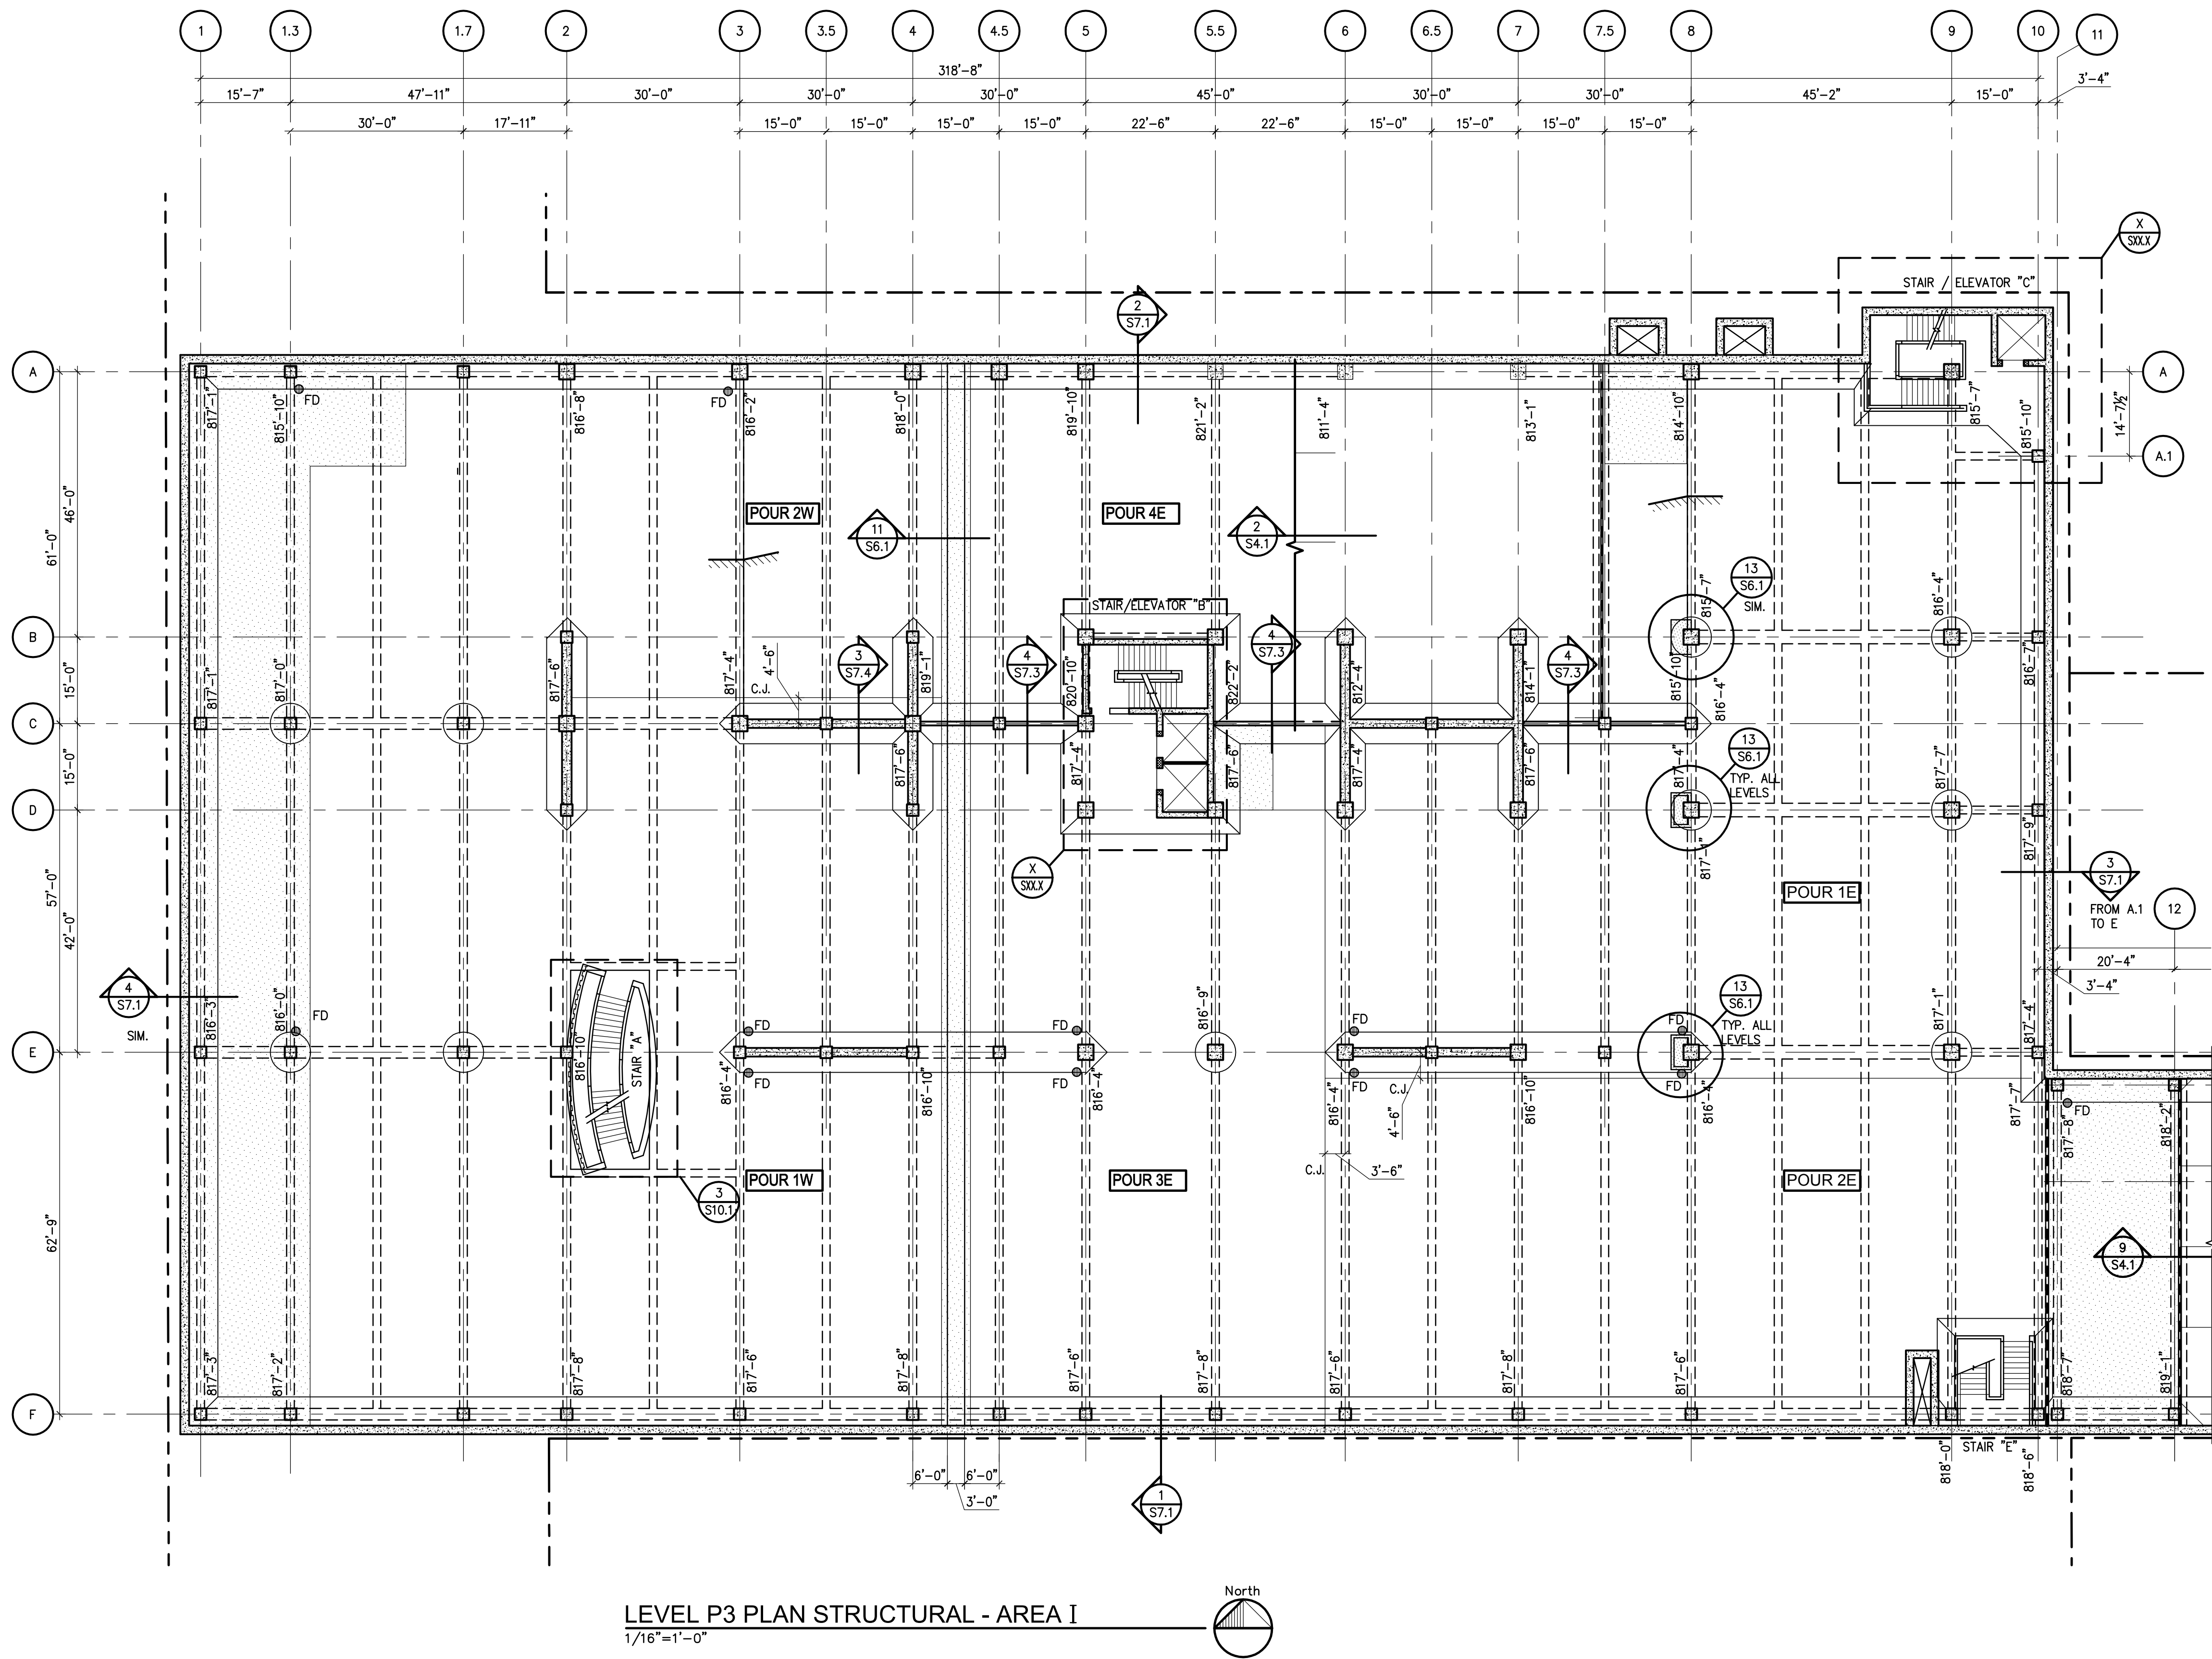 1 1.3 1.7 2 3 3.5 4 4.5 5 5.5 6 6.5 7 7.5 8 9 10 11
318'-8"
3'-4"
15'-7" 47'-11" 30'-0" 30'-0" 30'-0" 45'-0" 30'-0" 30'-0" 45'-2" 15'-0"
30'-0" 17'-11" 15'-0" 15'-0" 15'-0" 15'-0" 22'-6" 22'-6" 15'-0" 15'-0" 15'-0" 15'-0"
X
SXX.X
STAIR / ELEVATOR "C"
2
S7.1
A
A
FD
FD
817'-1"
815'-10"
816'-8"
816'-2"
818'-0"
819'-10"
821'-2"
811'-4"
813'-1"
814'-10"
815'-7"
815'-10"
14'-7½"
A.1
46'-0"
61'-0"
POUR 2W
POUR 4E
11
S6.1
2
S4.1
13
S6.1
SIM.
STAIR/ELEVATOR "B"
815'-7"
816'-4"
B
4'-6"
C.J.
3
S7.4
4
S7.3
4
S7.3
4
S7.3
817'-1"
817'-0"
817'-6"
817'-4"
819'-1"
820'-10"
822'-2"
812'-4"
814'-1"
815'-10"
816'-4"
816'-7"
15'-0"
C
13
S6.1
TYP. ALL
LEVELS
817'-6"
817'-4"
817'-6"
817'-4"
817'-6"
817'-4"
817'-7"
15'-0"
D
817'-1"
817'-9"
X
SXX.X
3
S7.1
FROM A.1
TO E
12
POUR 1E
57'-0"
42'-0"
20'-4"
3'-4"
4
S7.1
SIM.
13
S6.1
TYP. ALL
LEVELS
816'-3"
816'-0"
FD
816'-10"
STAIR "A"
FD
FD
816'-9"
FD
FD
817'-1"
817'-4"
E
FD
FD
FD
FD
816'-4"
816'-10"
816'-4"
816'-4"
C.J.
4'-6"
816'-10"
816'-4"
817'-7"
817'-8"
FD
818'-2"
C.J.
3'-6"
POUR 1W
POUR 3E
POUR 2E
3
S10.1
62'-9"
9
S4.1
817'-3"
817'-2"
817'-8"
817'-6"
817'-8"
817'-6"
817'-8"
817'-6"
817'-8"
817'-6"
818'-7"
819'-1"
F
818'-0"
STAIR "E"
818'-6"
6'-0" 6'-0"
3'-0"
1
S7.1
North
LEVEL P3 PLAN STRUCTURAL - AREA I
1/16"=1'-0"